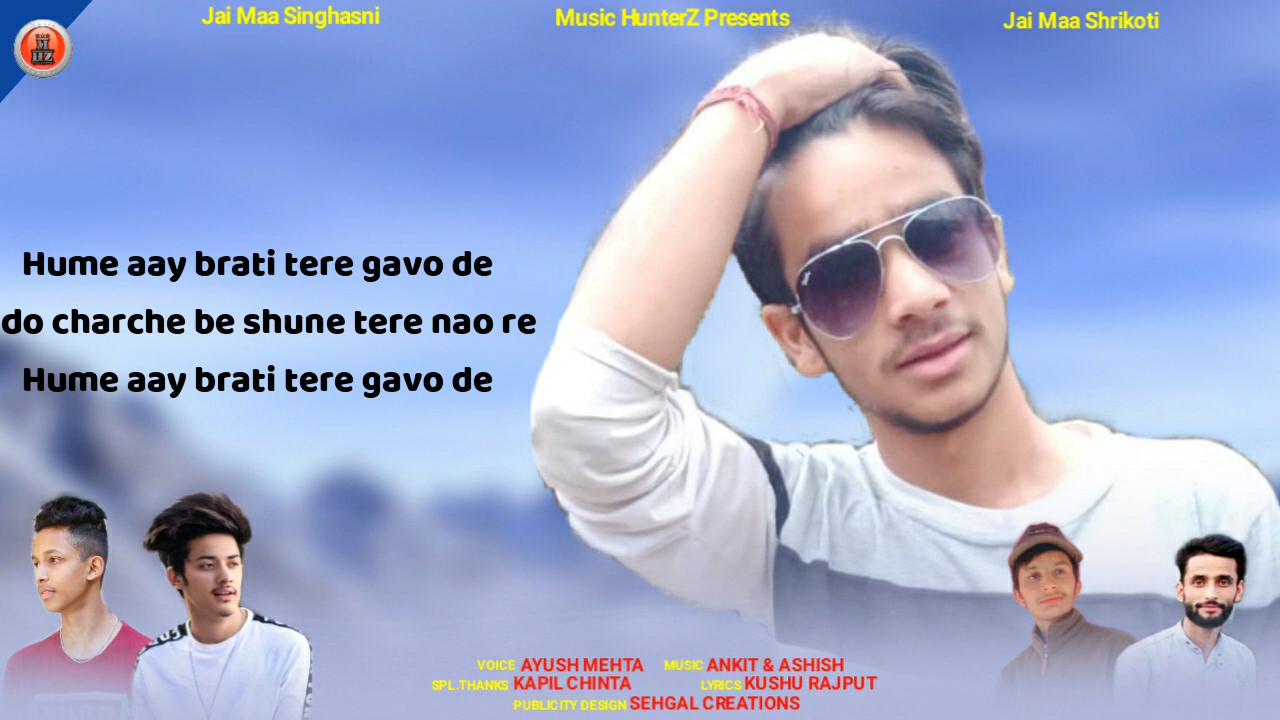 Jai Maa Singhasni
Music HunterZ Presents
Jai Maa Shrikoti
Hume aay brati tere gavo de
do charche be shune tere nao re
Hume aay brati tere gavo de
VOICE AYUSH MEHTA MUSIC ANKIT & ASHISH
SPL.THANKS KAPIL CHINTA LYRICS KUSHU RAJPUT
PUBLICITY DESIGN SEHGAL CREATIONS